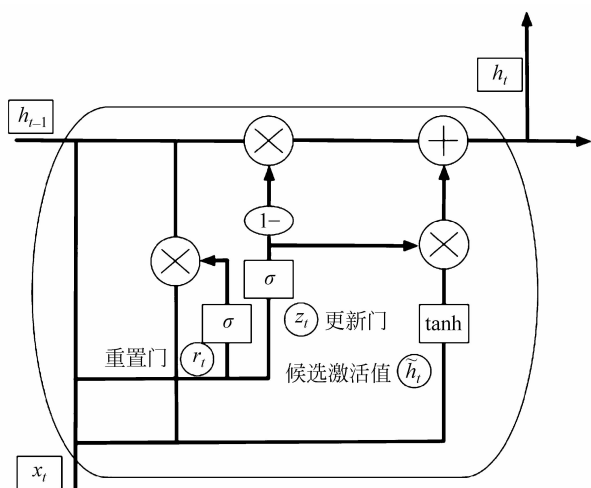 h_t
h_{t-1}
1−
σ
z_t 更新门
σ
tanh
重置门 r_t
候选激活值 h̃_t
x_t